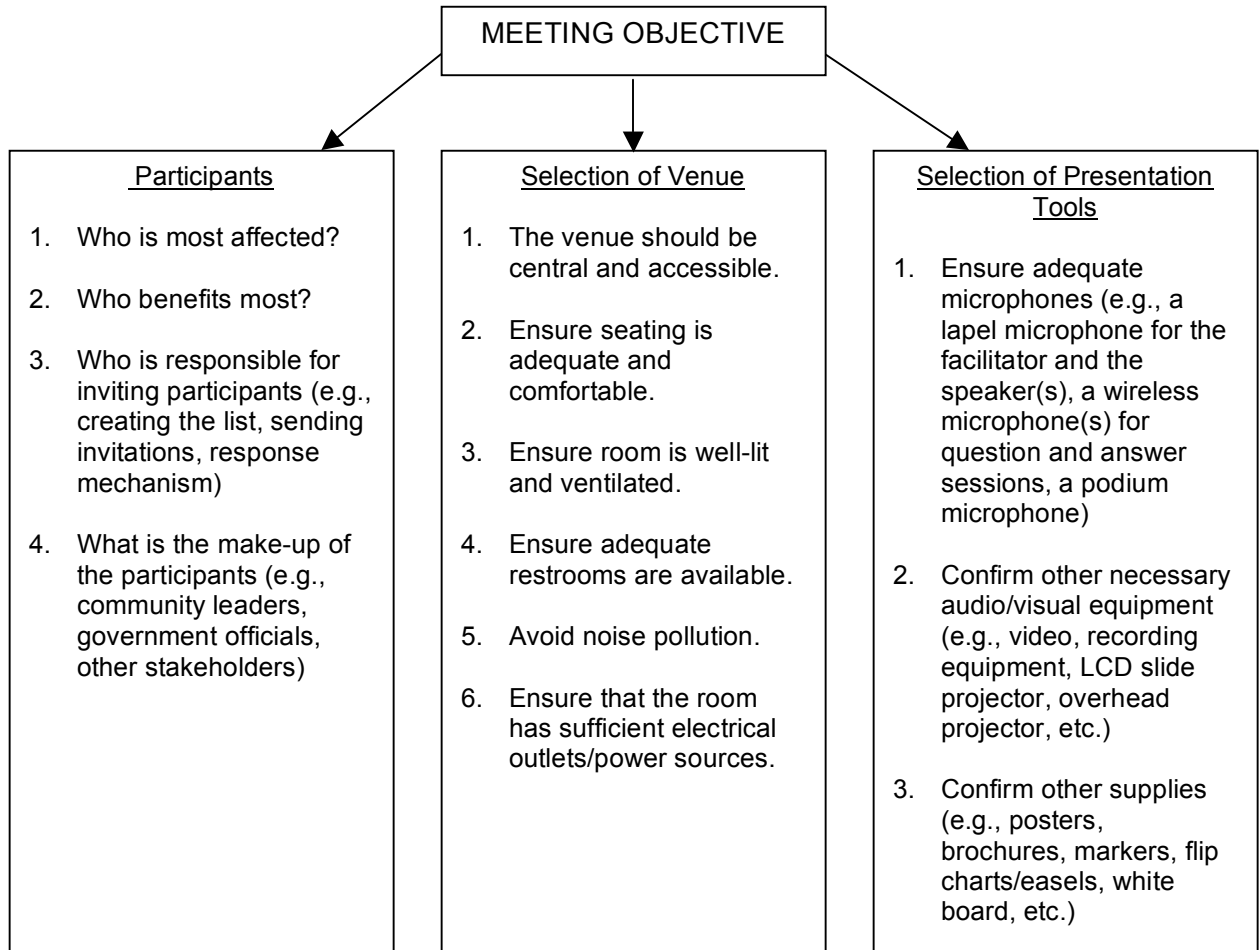 MEETING OBJECTIVE
Participants
1. Who is most affected?
2. Who benefits most?
3. Who is responsible for
inviting participants (e.g.,
creating the list, sending
invitations, response
mechanism)
4. What is the make-up of
the participants (e.g.,
community leaders,
government officials,
other stakeholders)
Selection of Venue
1. The venue should be
central and accessible.
2. Ensure seating is
adequate and
comfortable.
3. Ensure room is well-lit
and ventilated.
4. Ensure adequate
restrooms are available.
5. Avoid noise pollution.
6. Ensure that the room
has sufficient electrical
outlets/power sources.
Selection of Presentation
Tools
1. Ensure adequate
microphones (e.g., a
lapel microphone for the
facilitator and the
speaker(s), a wireless
microphone(s) for
question and answer
sessions, a podium
microphone)
2. Confirm other necessary
audio/visual equipment
(e.g., video, recording
equipment, LCD slide
projector, overhead
projector, etc.)
3. Confirm other supplies
(e.g., posters,
brochures, markers, flip
charts/easels, white
board, etc.)